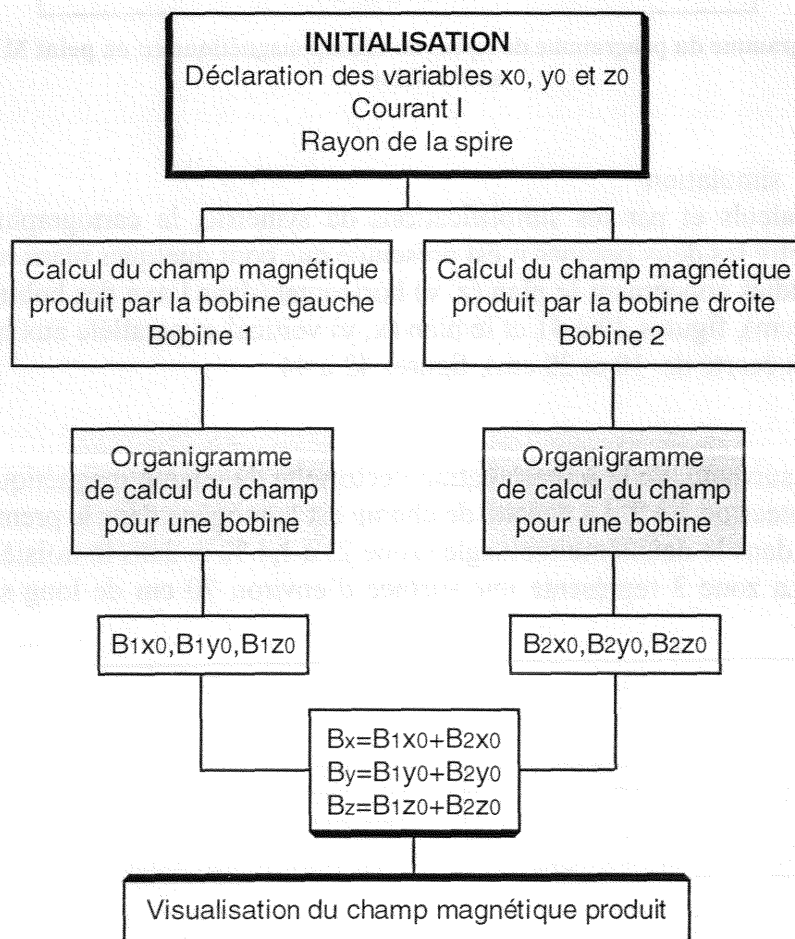 INITIALISATION
Déclaration des variables x0, y0 et z0
Courant I
Rayon de la spire
Calcul du champ magnétique
produit par la bobine gauche
Bobine 1
Calcul du champ magnétique
produit par la bobine droite
Bobine 2
Organigramme
de calcul du champ
pour une bobine
Organigramme
de calcul du champ
pour une bobine
B1x0,B1y0,B1z0
B2x0,B2y0,B2z0
Bx=B1x0+B2x0
By=B1y0+B2y0
Bz=B1z0+B2z0
Visualisation du champ magnétique produit